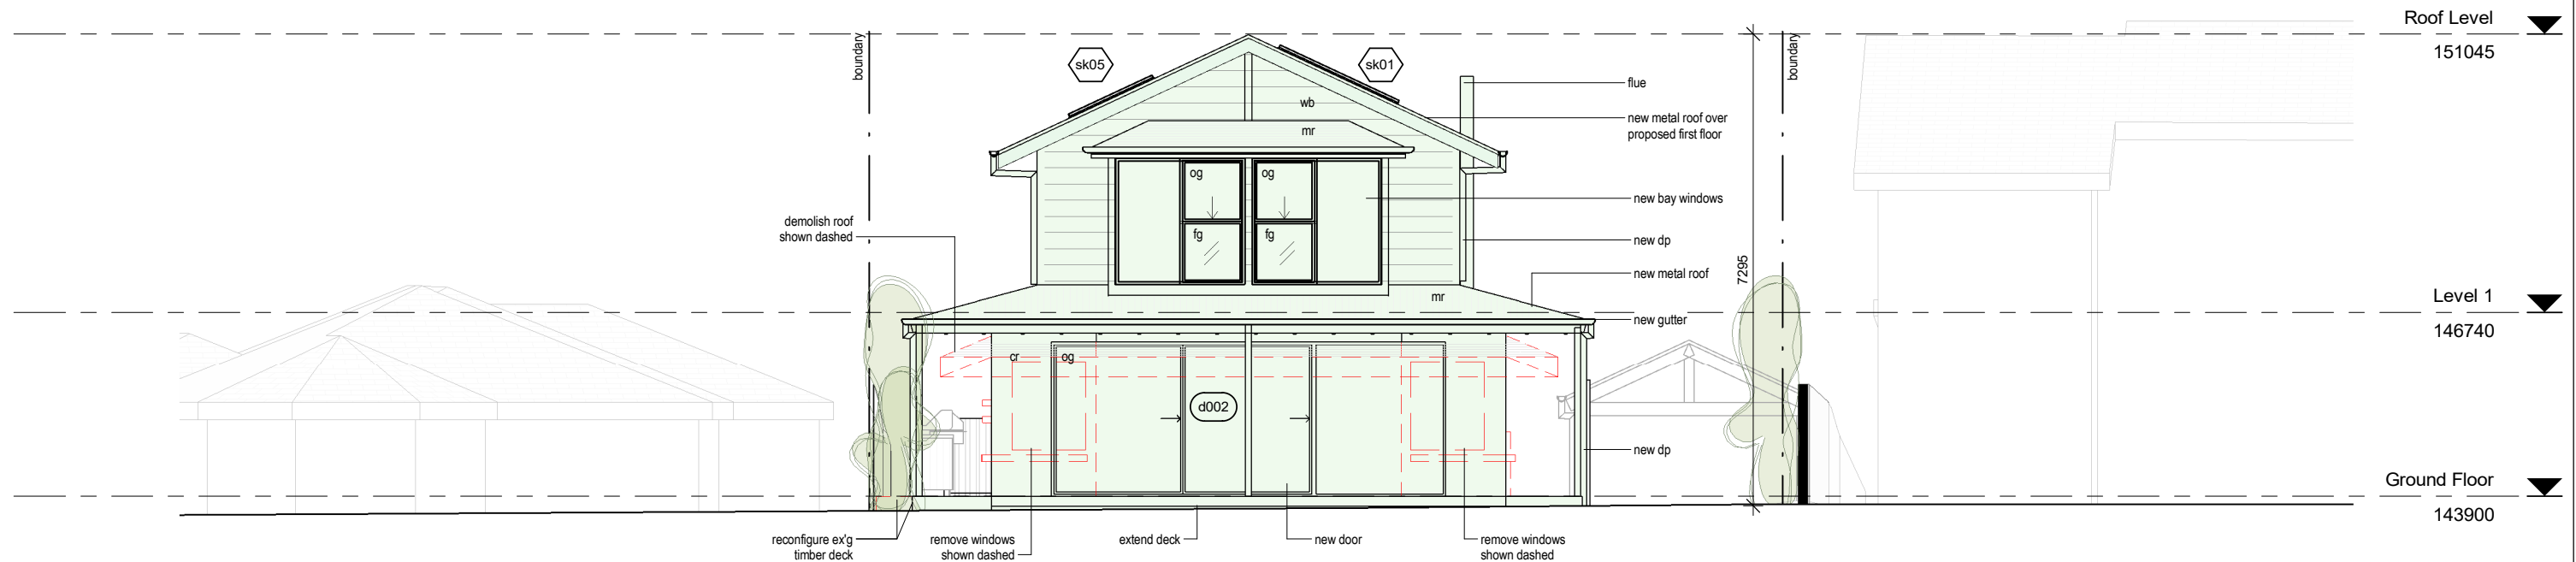 Roof Level
151045
boundary
sk05
sk01
boundary
flue
wb
new metal roof over
proposed first floor
mr
og
og
new bay windows
demolish roof
shown dashed
fg
fg
new dp
7295
new metal roof
mr
Level 1
146740
new gutter
cr
og
d002
new dp
Ground Floor
143900
reconfigure ex'g
timber deck
remove windows
shown dashed
extend deck
new door
remove windows
shown dashed